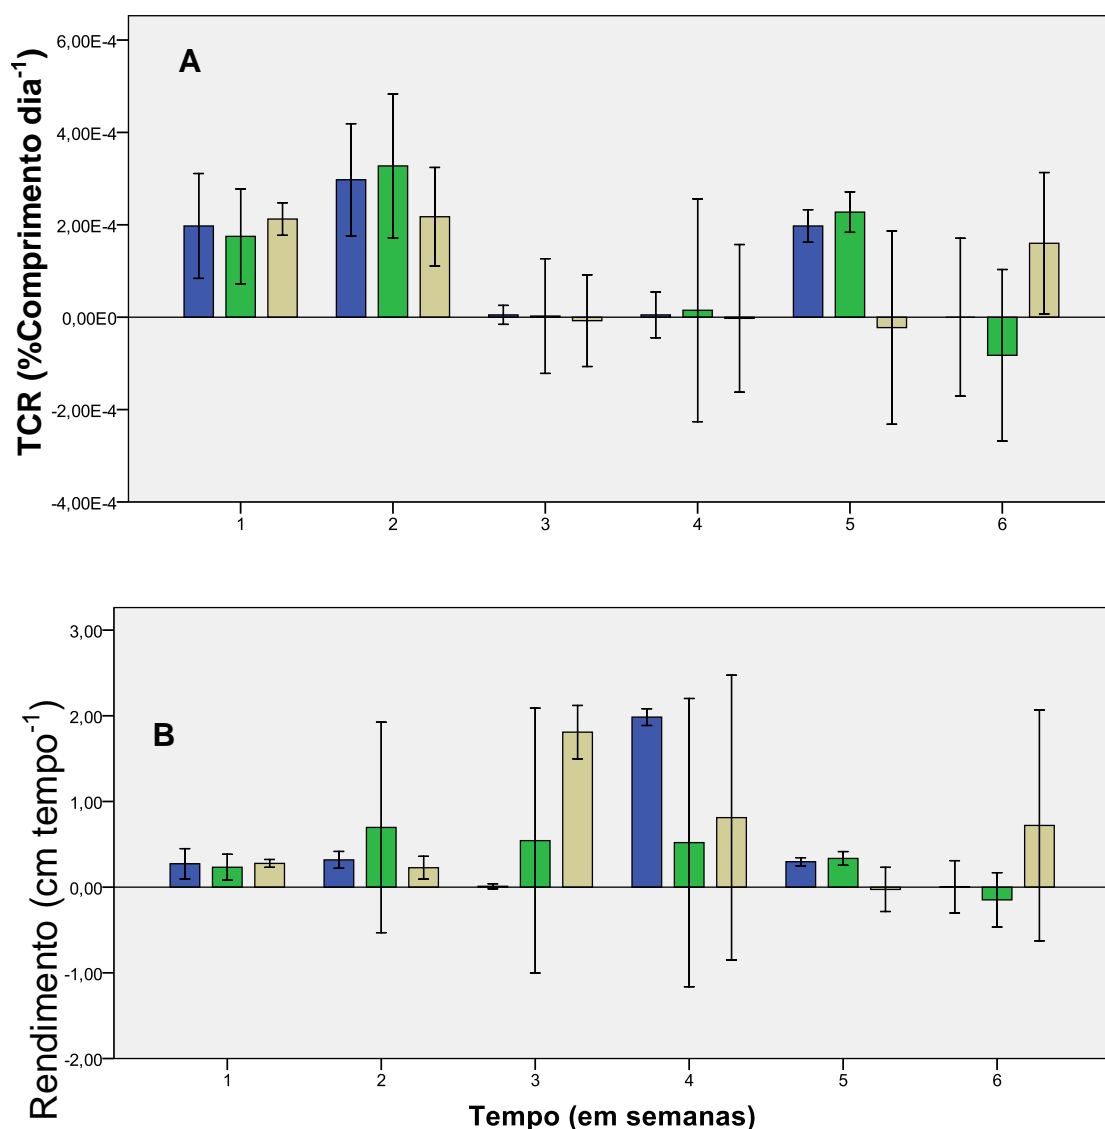 A
TCR (%Comprimento dia-1)
6,00E-4
4,00E-4
2,00E-4
0,00E0
-2,00E-4
-4,00E-4
1 2 3 4 5 6
B
Rendimento (cm tempo-1)
3,00
2,00
1,00
0,00
-1,00
-2,00
1 2 3 4 5 6
Tempo (em semanas)